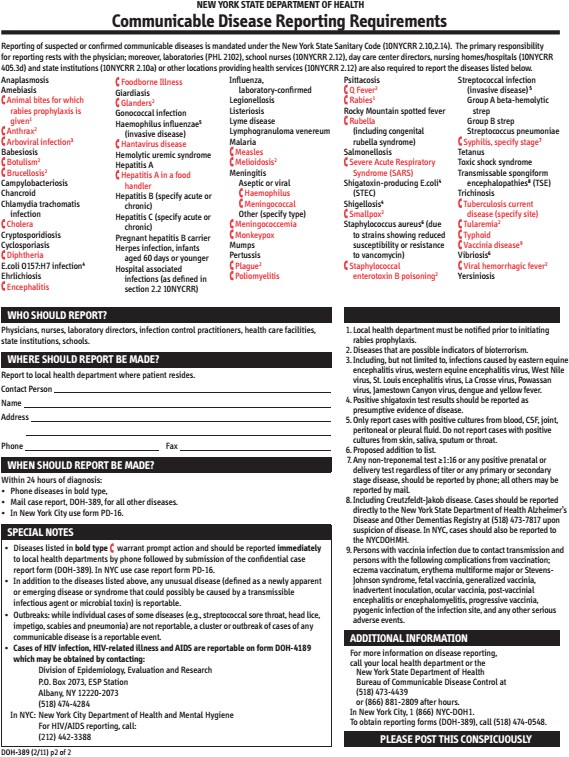 NEW YORK STATE DEPARTMENT OF HEALTH
Communicable Disease Reporting Requirements
Reporting of suspected or confirmed communicable diseases is mandated under the New York State Sanitary Code (10NYCRR 2.10,2.14). The primary responsibility
for reporting rests with the physician; moreover, laboratories (PHL 2102), school nurses (10NYCRR 2.12), day care center directors, nursing homes/hospitals (10NYCRR
405.3d) and state institutions (10NYCRR 2.10a) or other locations providing health services (10NYCRR 2.12) are also required to report the diseases listed below.
Anaplasmosis
Amebiasis
Animal bites for which
rabies prophylaxis is
given¹
Anthrax²
Arboviral infection³
Babesiosis
Botulism²
Brucellosis²
Campylobacteriosis
Chancroid
Chlamydia trachomatis
infection
Cholera
Cryptosporidiosis
Cyclosporiasis
Diphtheria
E.coli O157:H7 infection⁴
Ehrlichiosis
Encephalitis
Foodborne Illness
Giardiasis
Glanders²
Gonococcal infection
Haemophilus influenzae⁵
(invasive disease)
Hantavirus disease
Hemolytic uremic syndrome
Hepatitis A
Hepatitis A in a food
handler
Hepatitis B (specify acute or
chronic)
Hepatitis C (specify acute or
chronic)
Pregnant hepatitis B carrier
Herpes infection, infants
aged 60 days or younger
Hospital associated
infections (as defined in
section 2.2 10NYCRR)
Influenza,
laboratory-confirmed
Legionellosis
Listeriosis
Lyme disease
Lymphogranuloma venereum
Malaria
Measles
Melioidosis²
Meningitis
Aseptic or viral
Haemophilus
Meningococcal
Other (specify type)
Meningococcemia
Monkeypox
Mumps
Pertussis
Plague²
Poliomyelitis
Psittacosis
Q Fever²
Rabies¹
Rocky Mountain spotted fever
Rubella
(including congenital
rubella syndrome)
Salmonellosis
Severe Acute Respiratory
Syndrome (SARS)
Shigatoxin-producing E.coli⁴
(STEC)
Shigellosis⁴
Smallpox²
Staphylococcus aureus⁶ (due
to strains showing reduced
susceptibility or resistance
to vancomycin)
Staphylococcal
enterotoxin B poisoning²
Streptococcal infection
(invasive disease)⁵
Group A beta-hemolytic
strep
Group B strep
Streptococcus pneumoniae
Syphilis, specify stage⁷
Tetanus
Toxic shock syndrome
Transmissable spongiform
encephalopathies⁸ (TSE)
Trichinosis
Tuberculosis current
disease (specify site)
Tularemia²
Typhoid
Vaccinia disease⁹
Vibriosis⁶
Viral hemorrhagic fever²
Yersiniosis
WHO SHOULD REPORT?
Physicians, nurses, laboratory directors, infection control practitioners, health care facilities,
state institutions, schools.
WHERE SHOULD REPORT BE MADE?
Report to local health department where patient resides.
Contact Person
Name
Address
Phone Fax
WHEN SHOULD REPORT BE MADE?
Within 24 hours of diagnosis:
• Phone diseases in bold type,
• Mail case report, DOH-389, for all other diseases.
• In New York City use form PD-16.
SPECIAL NOTES
• Diseases listed in bold type warrant prompt action and should be reported immediately
to local health departments by phone followed by submission of the confidential case
report form (DOH-389). In NYC use case report form PD-16.
• In addition to the diseases listed above, any unusual disease (defined as a newly apparent
or emerging disease or syndrome that could possibly be caused by a transmissible
infectious agent or microbial toxin) is reportable.
• Outbreaks: while individual cases of some diseases (e.g., streptococcal sore throat, head lice,
impetigo, scabies and pneumonia) are not reportable, a cluster or outbreak of cases of any
communicable disease is a reportable event.
• Cases of HIV infection, HIV-related illness and AIDS are reportable on form DOH-4189
which may be obtained by contacting:
Division of Epidemiology, Evaluation and Research
P.O. Box 2073, ESP Station
Albany, NY 12220-2073
(518) 474-4284
In NYC: New York City Department of Health and Mental Hygiene
For HIV/AIDS reporting, call:
(212) 442-3388
DOH-389 (2/11) p2 of 2
1. Local health department must be notified prior to initiating
rabies prophylaxis.
2. Diseases that are possible indicators of bioterrorism.
3. Including, but not limited to, infections caused by eastern equine
encephalitis virus, western equine encephalitis virus, West Nile
virus, St. Louis encephalitis virus, La Crosse virus, Powassan
virus, Jamestown Canyon virus, dengue and yellow fever.
4. Positive shigatoxin test results should be reported as
presumptive evidence of disease.
5. Only report cases with positive cultures from blood, CSF, joint,
peritoneal or pleural fluid. Do not report cases with positive
cultures from skin, saliva, sputum or throat.
6. Proposed addition to list.
7. Any non-treponemal test ≥1:16 or any positive prenatal or
delivery test regardless of titer or any primary or secondary
stage disease, should be reported by phone; all others may be
reported by mail.
8. Including Creutzfeldt-Jakob disease. Cases should be reported
directly to the New York State Department of Health Alzheimer's
Disease and Other Dementias Registry at (518) 473-7817 upon
suspicion of disease. In NYC, cases should also be reported to
the NYCDOHMH.
9. Persons with vaccinia infection due to contact transmission and
persons with the following complications from vaccination;
eczema vaccinatum, erythema multiforme major or Stevens-
Johnson syndrome, fetal vaccinia, generalized vaccinia,
inadvertent inoculation, ocular vaccinia, post-vaccinial
encephalitis or encephalomyelitis, progressive vaccinia,
pyogenic infection of the infection site, and any other serious
adverse events.
ADDITIONAL INFORMATION
For more information on disease reporting,
call your local health department or the
New York State Department of Health
Bureau of Communicable Disease Control at
(518) 473-4439
or (866) 881-2809 after hours.
In New York City, 1 (866) NYC-DOH1.
To obtain reporting forms (DOH-389), call (518) 474-0548.
PLEASE POST THIS CONSPICUOUSLY